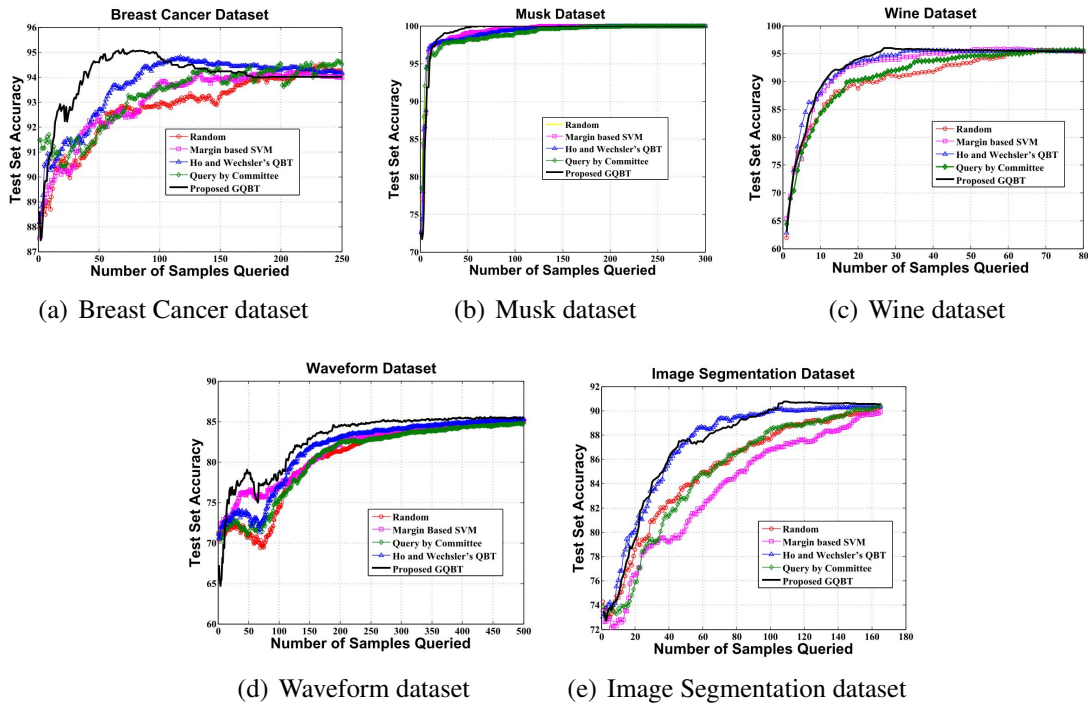 Breast Cancer Dataset
Test Set Accuracy
96
95
94
93
92
91
90
89
88
87
0 50 100 150 200 250
Number of Samples Queried
Random
Margin based SVM
Ho and Wechsler's QBT
Query by Committee
Proposed GQBT
(a) Breast Cancer dataset
Musk Dataset
Test Set Accuracy
100
95
90
85
80
75
70
0 50 100 150 200 250 300
Number of Samples Queried
Random
Margin based SVM
Ho and Wechsler's QBT
Query by Committee
Proposed GQBT
(b) Musk dataset
Wine Dataset
Test Set Accuracy
100
95
90
85
80
75
70
65
60
0 10 20 30 40 50 60 70 80
Number of Samples Queried
Random
Margin based SVM
Ho and Wechsler's QBT
Query by Committee
Proposed GQBT
(c) Wine dataset
Waveform Dataset
Test Set Accuracy
90
85
80
75
70
65
60
0 50 100 150 200 250 300 350 400 450 500
Number of Samples Queried
Random
Margin Based SVM
Query by Committee
Ho and Wechsler's QBT
Proposed GQBT
(d) Waveform dataset
Image Segmentation Dataset
Test Set Accuracy
92
90
88
86
84
82
80
78
76
74
72
0 20 40 60 80 100 120 140 160 180
Number of Samples Queried
Random
Margin based SVM
Ho and Wechsler's QBT
Query by Committee
Proposed GQBT
(e) Image Segmentation dataset